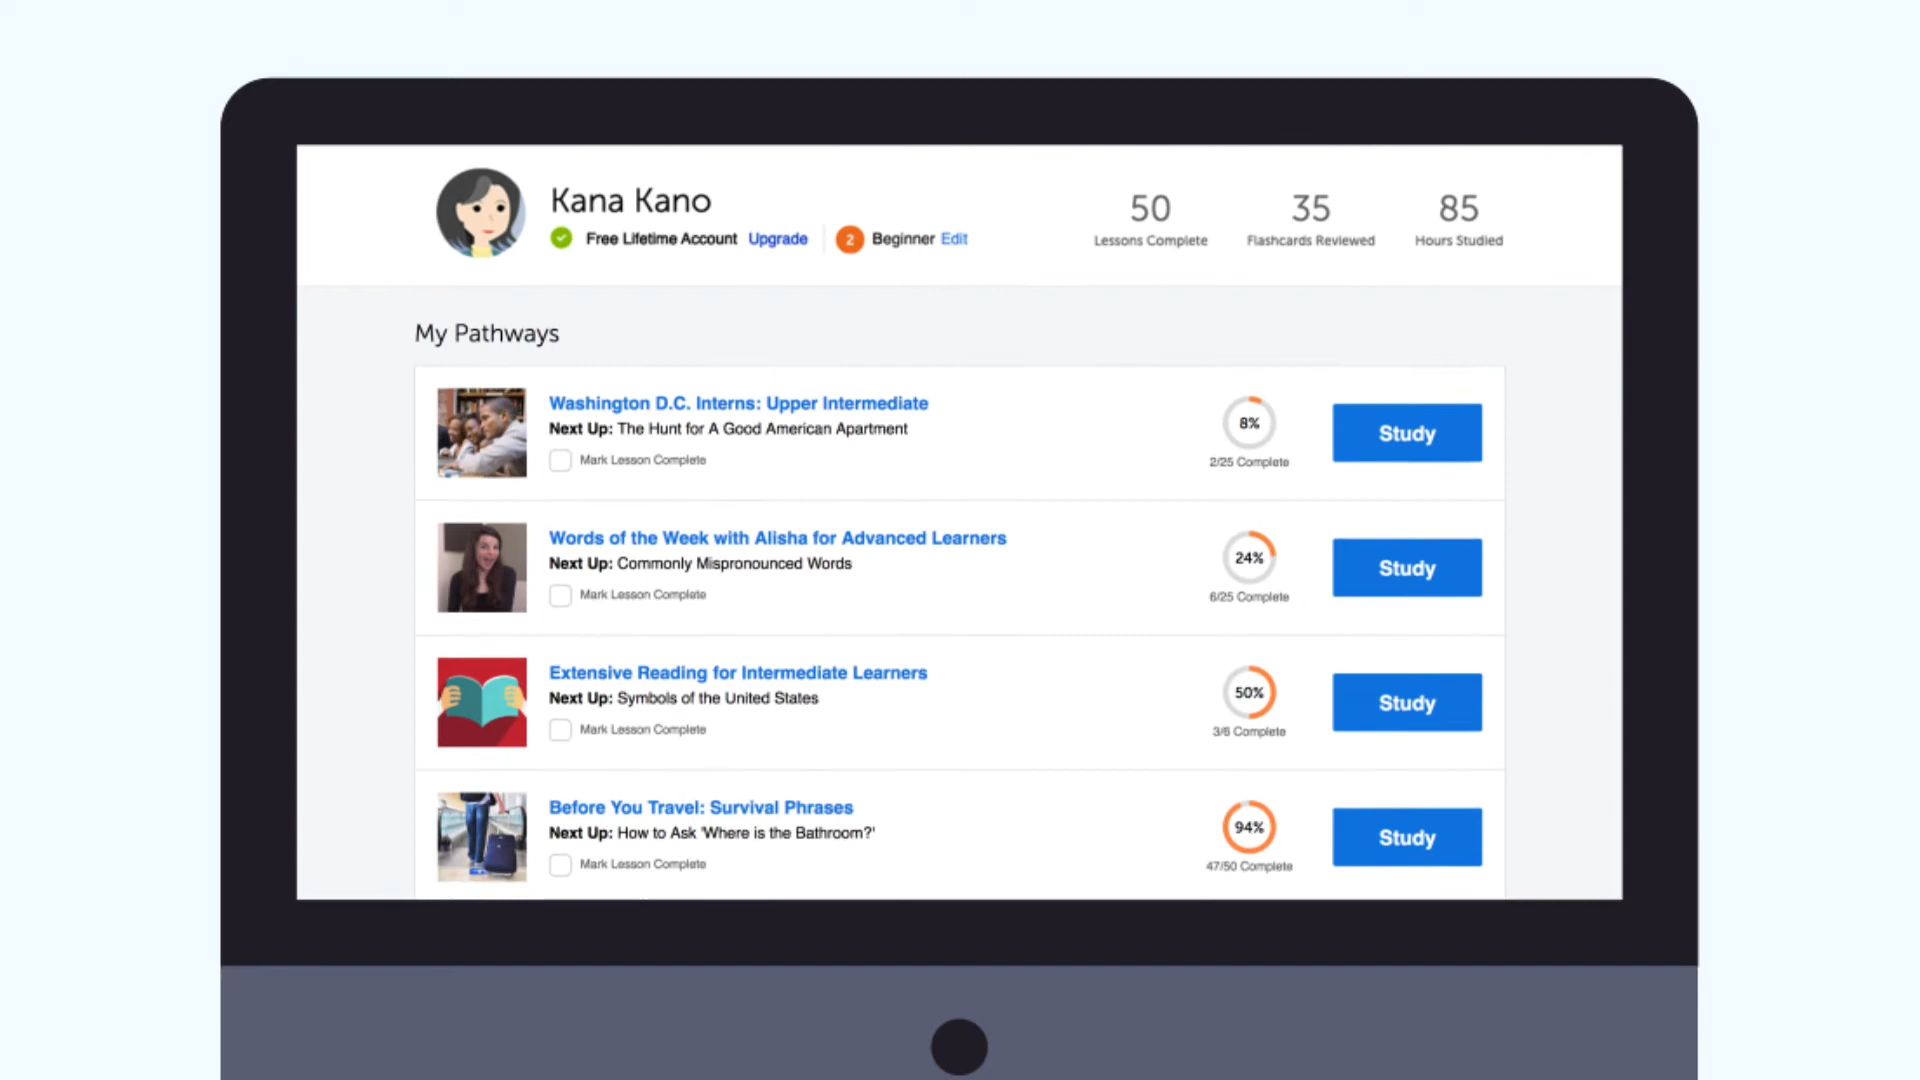 Kana Kano
Free Lifetime Account Upgrade
2 Beginner Edit
50
Lessons Complete
35
Flashcards Reviewed
85
Hours Studied
My Pathways
Washington D.C. Interns: Upper Intermediate
Next Up: The Hunt for A Good American Apartment
Mark Lesson Complete
8%
2/25 Complete
Study
Words of the Week with Alisha for Advanced Learners
Next Up: Commonly Mispronounced Words
Mark Lesson Complete
24%
6/25 Complete
Study
Extensive Reading for Intermediate Learners
Next Up: Symbols of the United States
Mark Lesson Complete
50%
3/6 Complete
Study
Before You Travel: Survival Phrases
Next Up: How to Ask 'Where is the Bathroom?'
Mark Lesson Complete
94%
47/50 Complete
Study